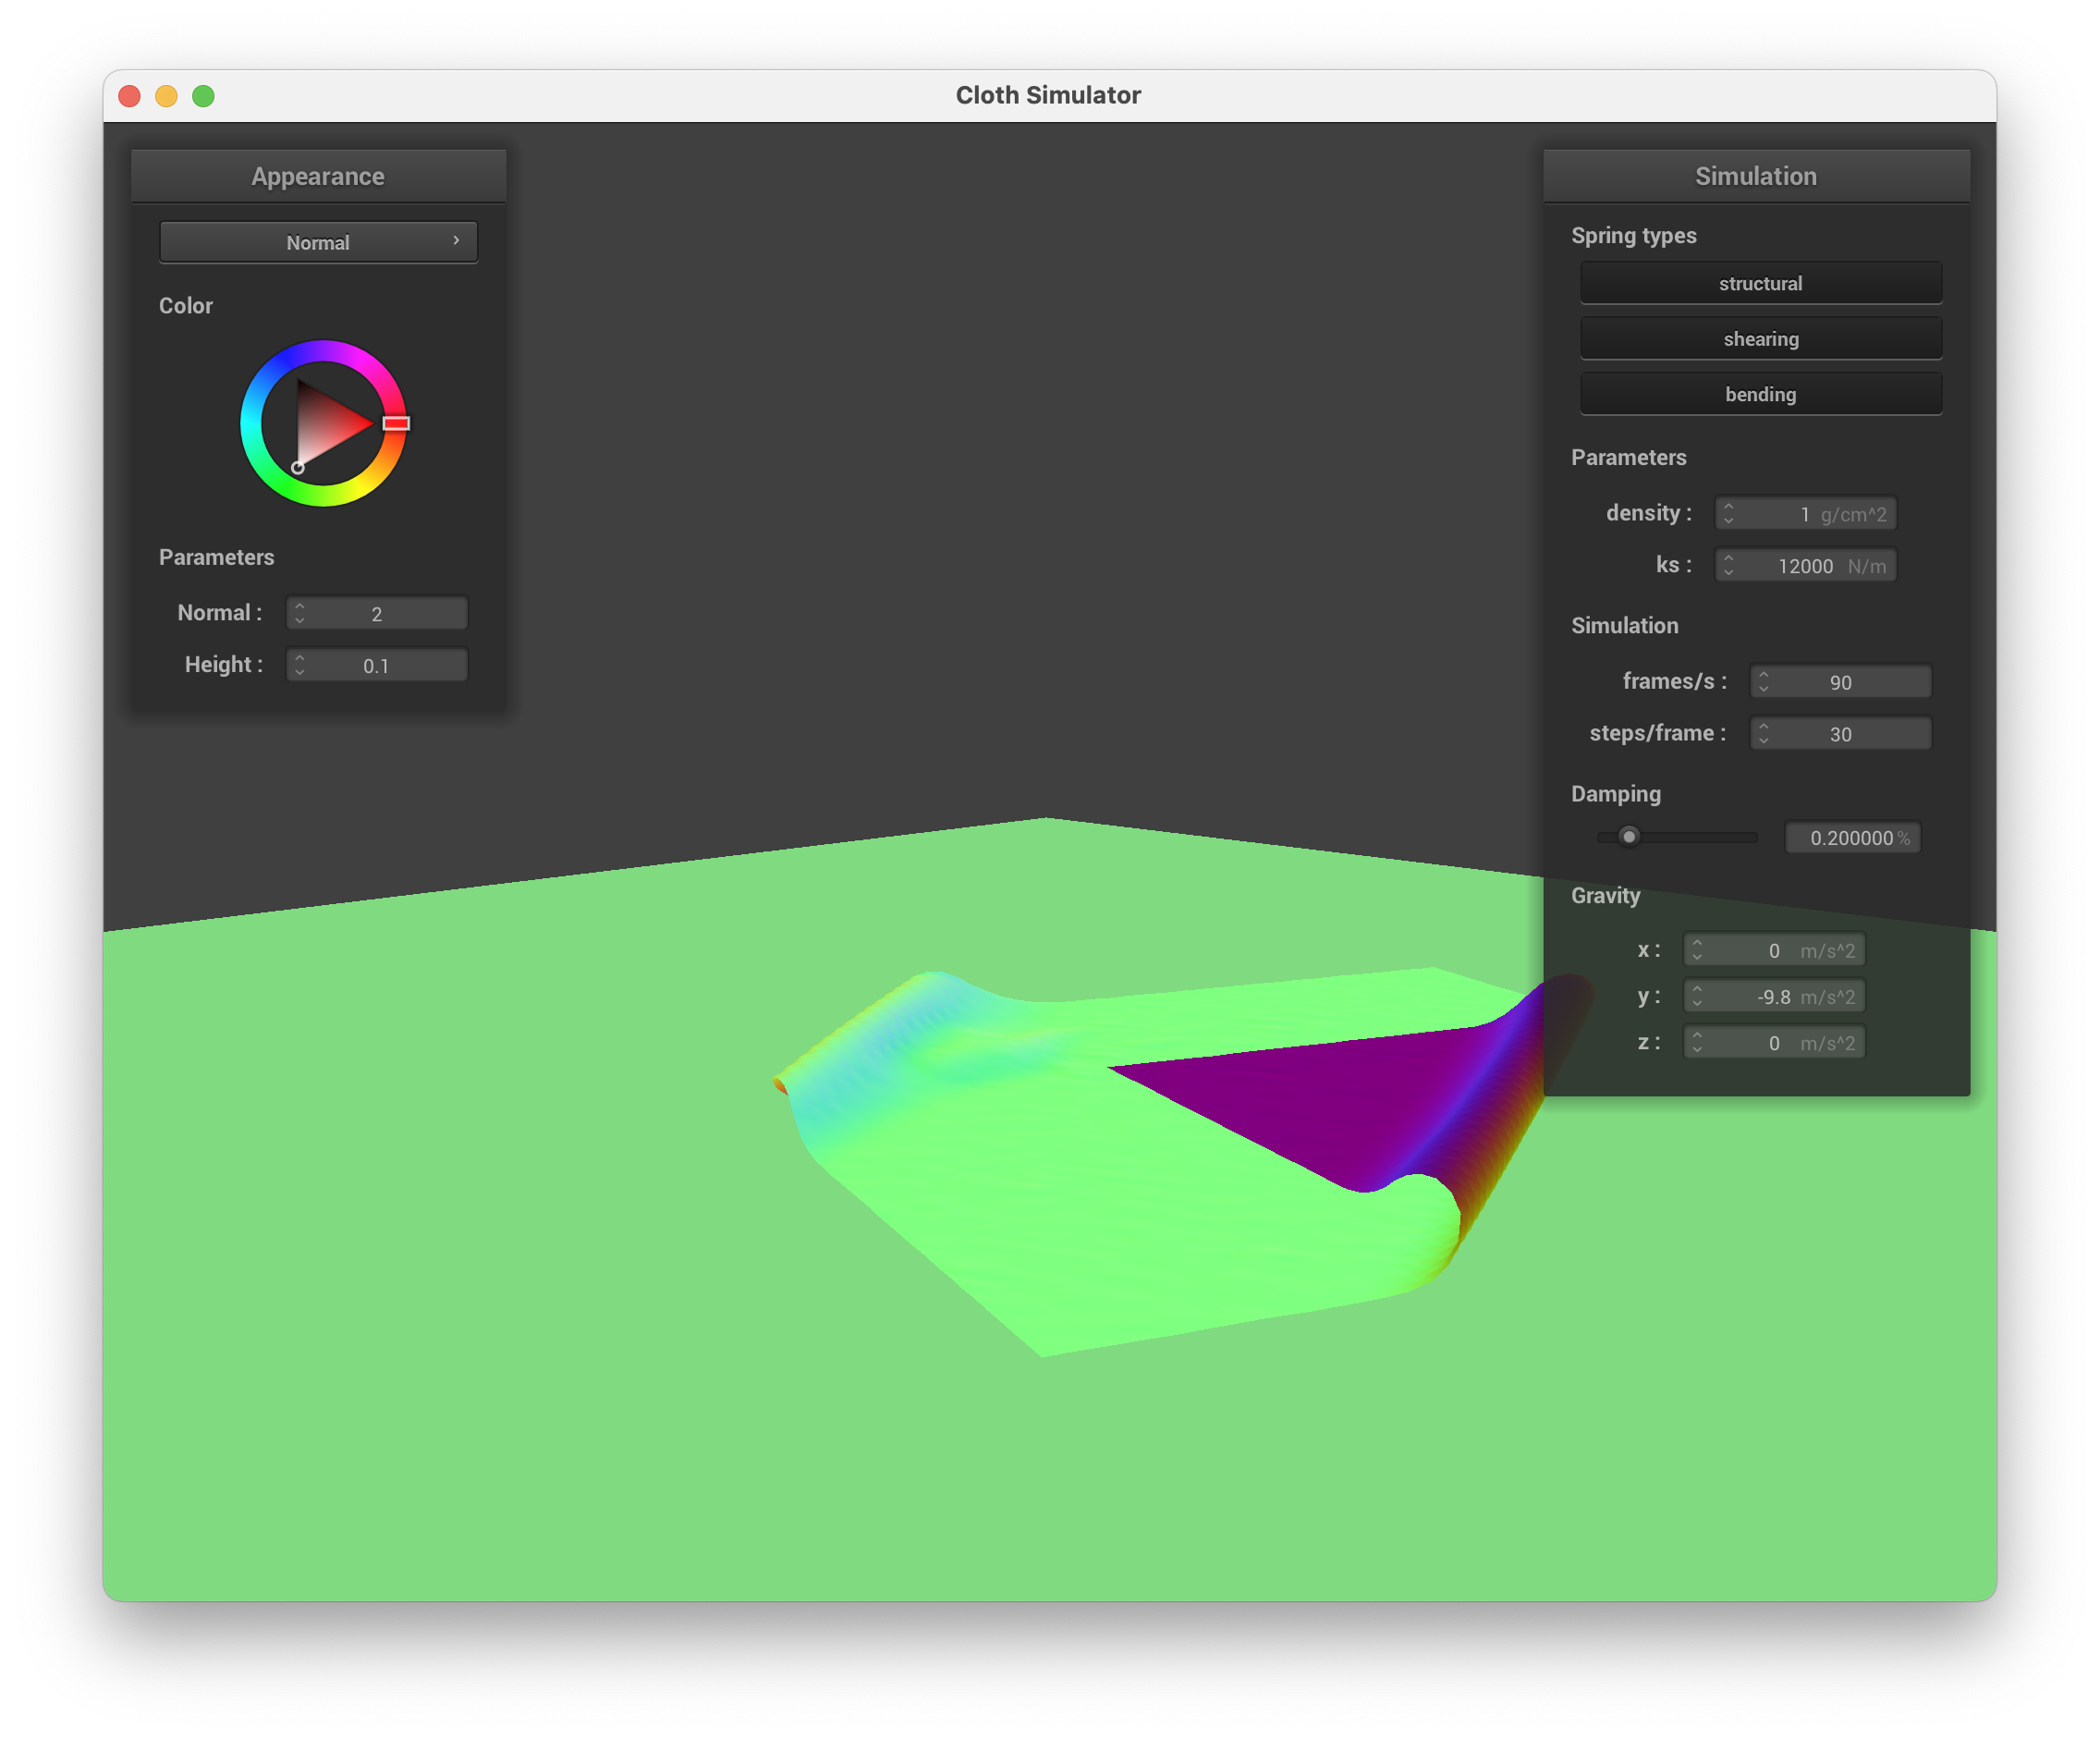 Cloth Simulator
Appearance
Normal
Color
Parameters
Normal : 2
Height : 0.1
Simulation
Spring types
structural
shearing
bending
Parameters
density : 1 g/cm^2
ks : 12000 N/m
Simulation
frames/s : 90
steps/frame : 30
Damping
0.200000 %
Gravity
x : 0 m/s^2
y : -9.8 m/s^2
z : 0 m/s^2